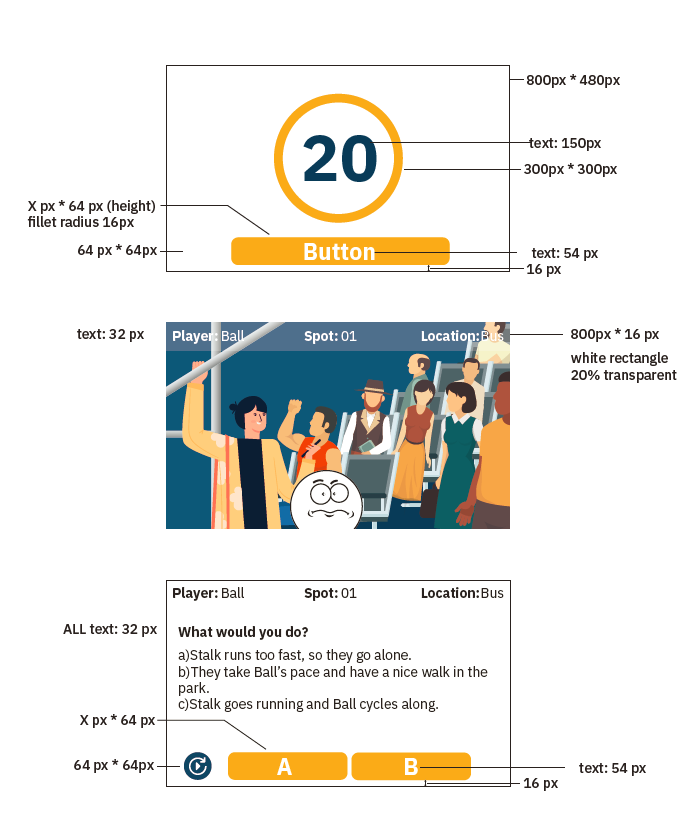 800px * 480px
20
text: 150px
300px * 300px
X px * 64 px (height)
fillet radius 16px
64 px * 64px
Button
text: 54 px
16 px
text: 32 px
Player: Ball
Spot: 01
Location:Bus
800px * 16 px
white rectangle
20% transparent
Player: Ball
Spot: 01
Location:Bus
ALL text: 32 px
What would you do?
a)Stalk runs too fast, so they go alone.
b)They take Ball's pace and have a nice walk in the
park.
c)Stalk goes running and Ball cycles along.
X px * 64 px
64 px * 64px
A
B
text: 54 px
16 px